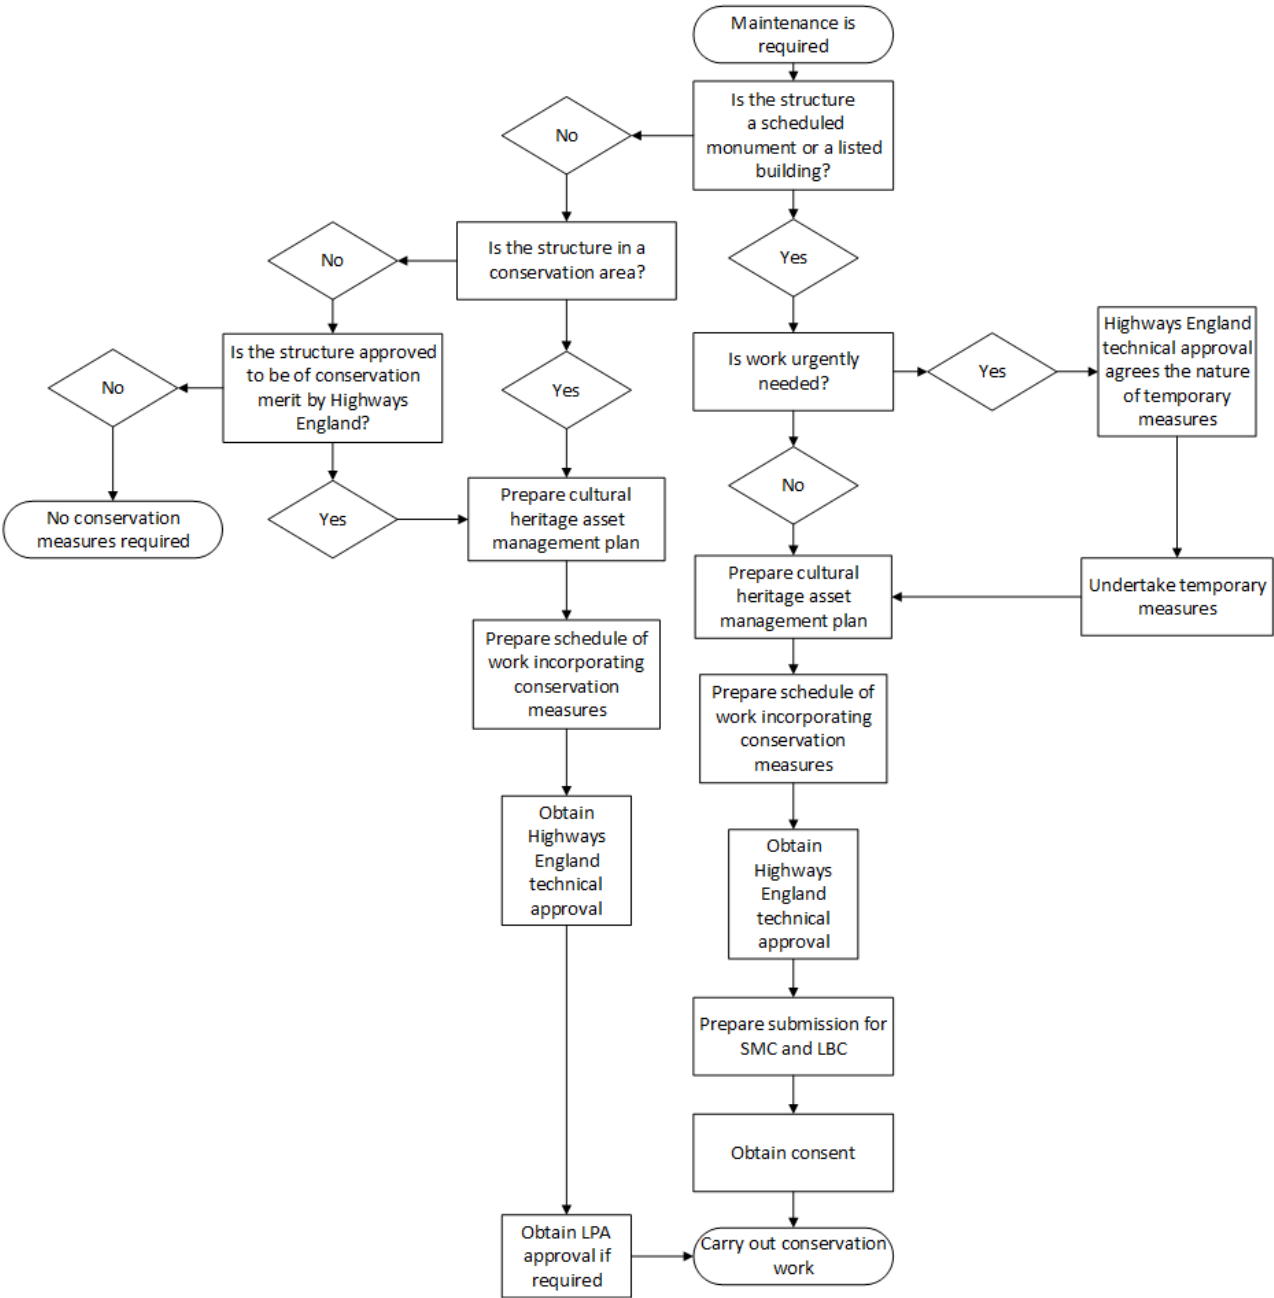 Maintenance is
required
Is the structure
a scheduled
monument or a listed
building?
No
Yes
Is the structure in a
conservation area?
No
Yes
Is the structure approved
to be of conservation
merit by Highways
England?
No
Yes
No conservation
measures required
Is work urgently
needed?
Yes
No
Highways England
technical approval
agrees the nature
of temporary
measures
Undertake temporary
measures
Prepare cultural
heritage asset
management plan
Prepare schedule of
work incorporating
conservation
measures
Obtain
Highways
England
technical
approval
Obtain LPA
approval if
required
Prepare cultural
heritage asset
management plan
Prepare schedule of
work incorporating
conservation
measures
Obtain
Highways
England
technical
approval
Prepare submission for
SMC and LBC
Obtain consent
Carry out conservation
work